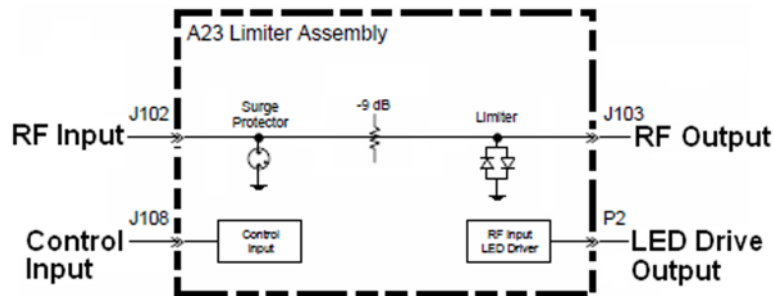 A23 Limiter Assembly
J102
Surge
Protector
-9 dB
Limiter
J103
RF Input
RF Output
J108
Control
Input
Control
Input
RF Input
LED Driver
P2
LED Drive
Output